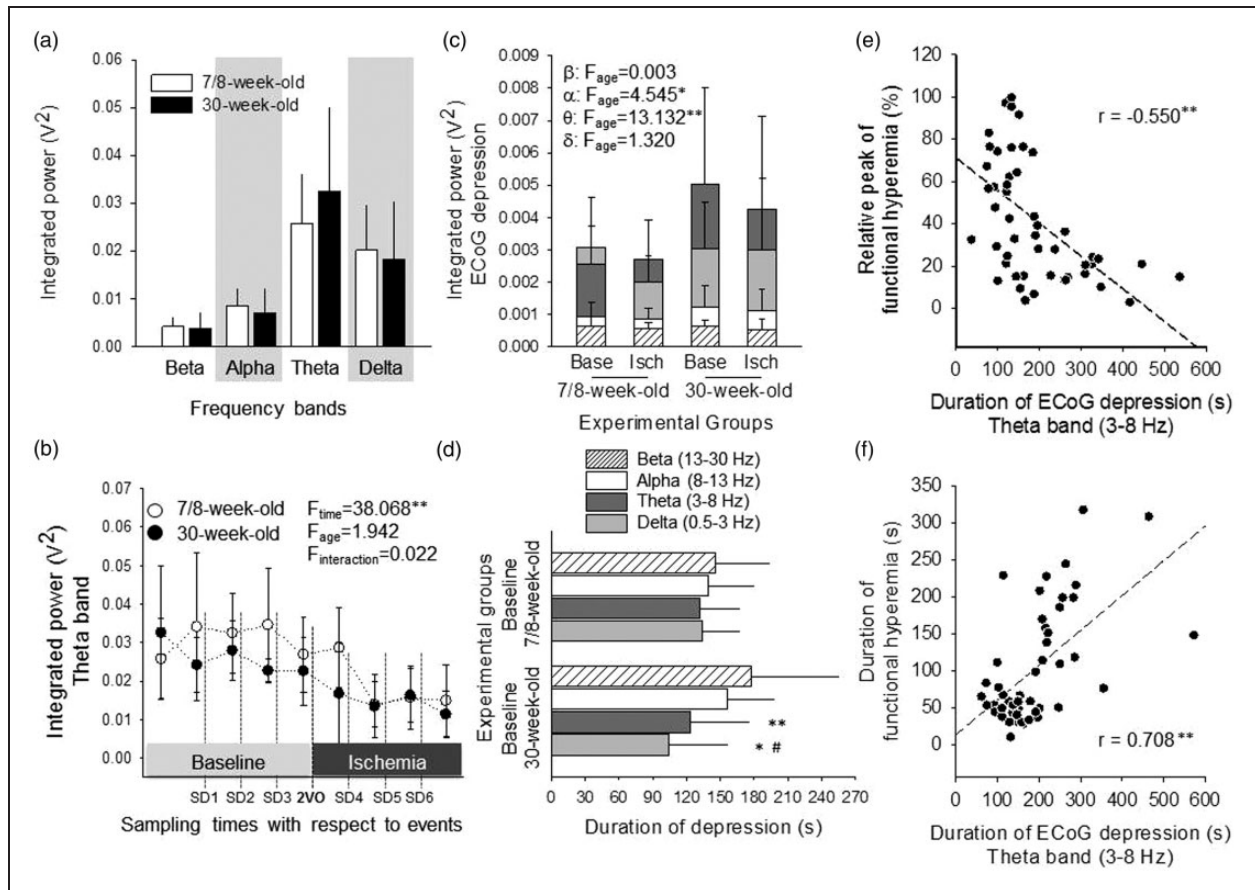 (a)
Integrated power (V²)
0.06
0.05
0.04
0.03
0.02
0.01
0.00
7/8-week-old
30-week-old
Beta Alpha Theta Delta
Frequency bands
(b)
Integrated power (V²)
Theta band
0.07
0.06
0.05
0.04
0.03
0.02
0.01
0.00
7/8-week-old
30-week-old
Ftime=38.068**
Fage=1.942
Finteraction=0.022
Baseline Ischemia
SD1 SD2 SD3 2VO SD4 SD5 SD6
Sampling times with respect to events
(c)
Integrated power (V²)
ECoG depression
0.009
0.008
0.007
0.006
0.005
0.004
0.003
0.002
0.001
0.000
β: Fage=0.003
α: Fage=4.545*
θ: Fage=13.132**
δ: Fage=1.320
Base Isch Base Isch
7/8-week-old 30-week-old
Experimental Groups
(d)
Beta (13-30 Hz)
Alpha (8-13 Hz)
Theta (3-8 Hz)
Delta (0.5-3 Hz)
Experimental groups
Baseline
7/8-week-old
Baseline
30-week-old
**
* #
0 30 60 90 120 150 180 210 240 270
Duration of depression (s)
(e)
Relative peak of
functional hyperemia (%)
120
100
80
60
40
20
0
r = -0.550**
0 100 200 300 400 500 600
Duration of ECoG depression (s)
Theta band (3-8 Hz)
(f)
Duration of
functional hyperemia (s)
350
300
250
200
150
100
50
0
r = 0.708**
0 100 200 300 400 500 600
Duration of ECoG depression (s)
Theta band (3-8 Hz)